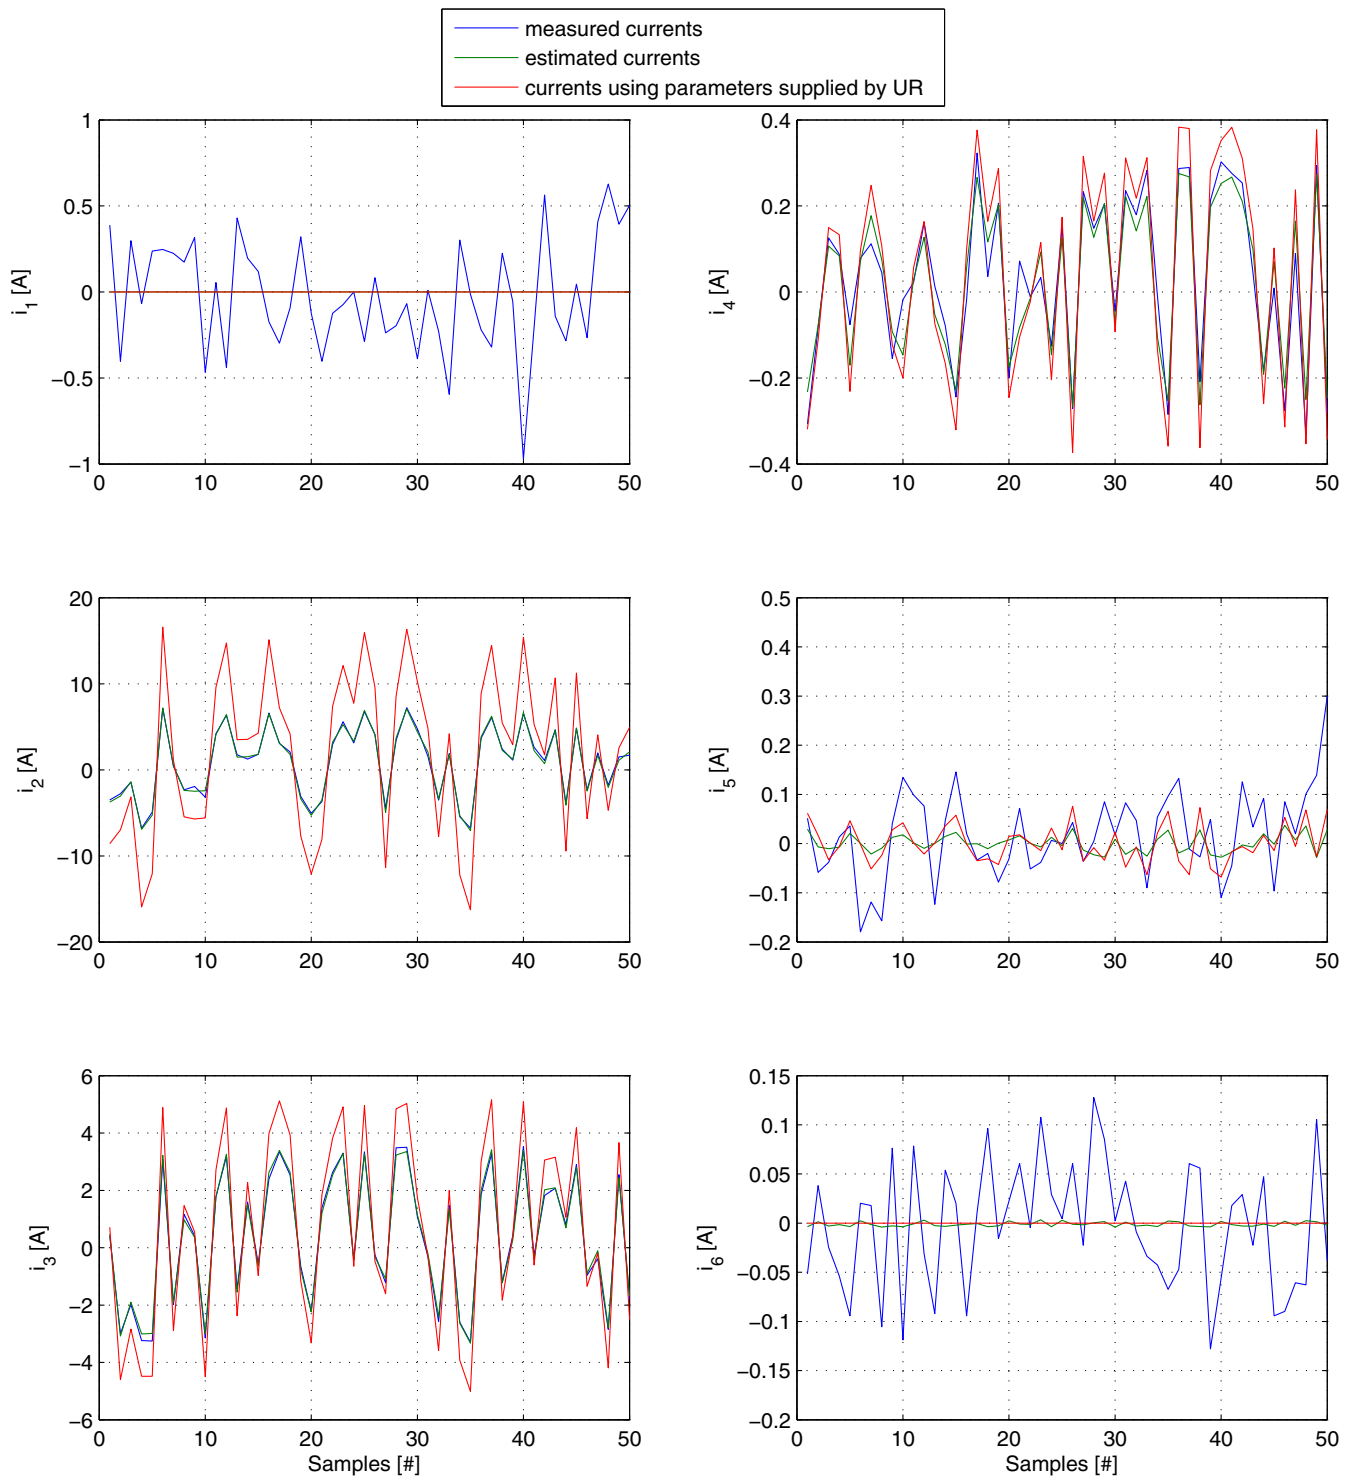 measured currents
estimated currents
currents using parameters supplied by UR
1
0.5
0
−0.5
−1
0 10 20 30 40 50
i1 [A]
0.4
0.2
0
−0.2
−0.4
0 10 20 30 40 50
i4 [A]
20
10
0
−10
−20
0 10 20 30 40 50
i2 [A]
0.5
0.4
0.3
0.2
0.1
0
−0.1
−0.2
0 10 20 30 40 50
i5 [A]
6
4
2
0
−2
−4
−6
0 10 20 30 40 50
i3 [A]
Samples [#]
0.15
0.1
0.05
0
−0.05
−0.1
−0.15
−0.2
0 10 20 30 40 50
i6 [A]
Samples [#]